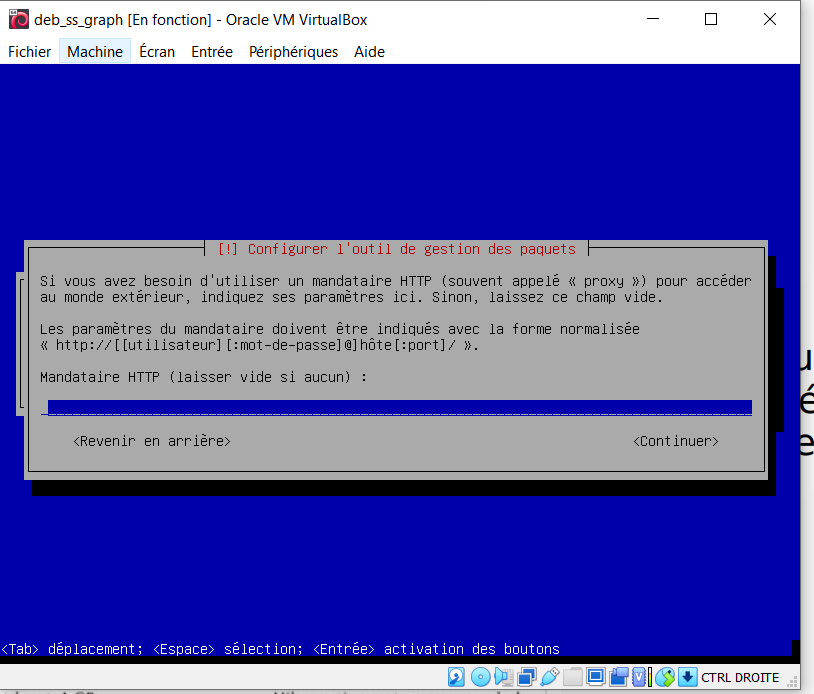 deb_ss_graph [En fonction] - Oracle VM VirtualBox
Fichier Machine Écran Entrée Périphériques Aide
[!] Configurer l'outil de gestion des paquets
Si vous avez besoin d'utiliser un mandataire HTTP (souvent appelé « proxy ») pour accéder
au monde extérieur, indiquez ses paramètres ici. Sinon, laissez ce champ vide.
Les paramètres du mandataire doivent être indiqués avec la forme normalisée
« http://[[utilisateur][:mot-de-passe]@]hôte[:port]/ ».
Mandataire HTTP (laisser vide si aucun) :
<Revenir en arrière> <Continuer>
<Tab> déplacement; <Espace> sélection; <Entrée> activation des boutons
CTRL DROITE